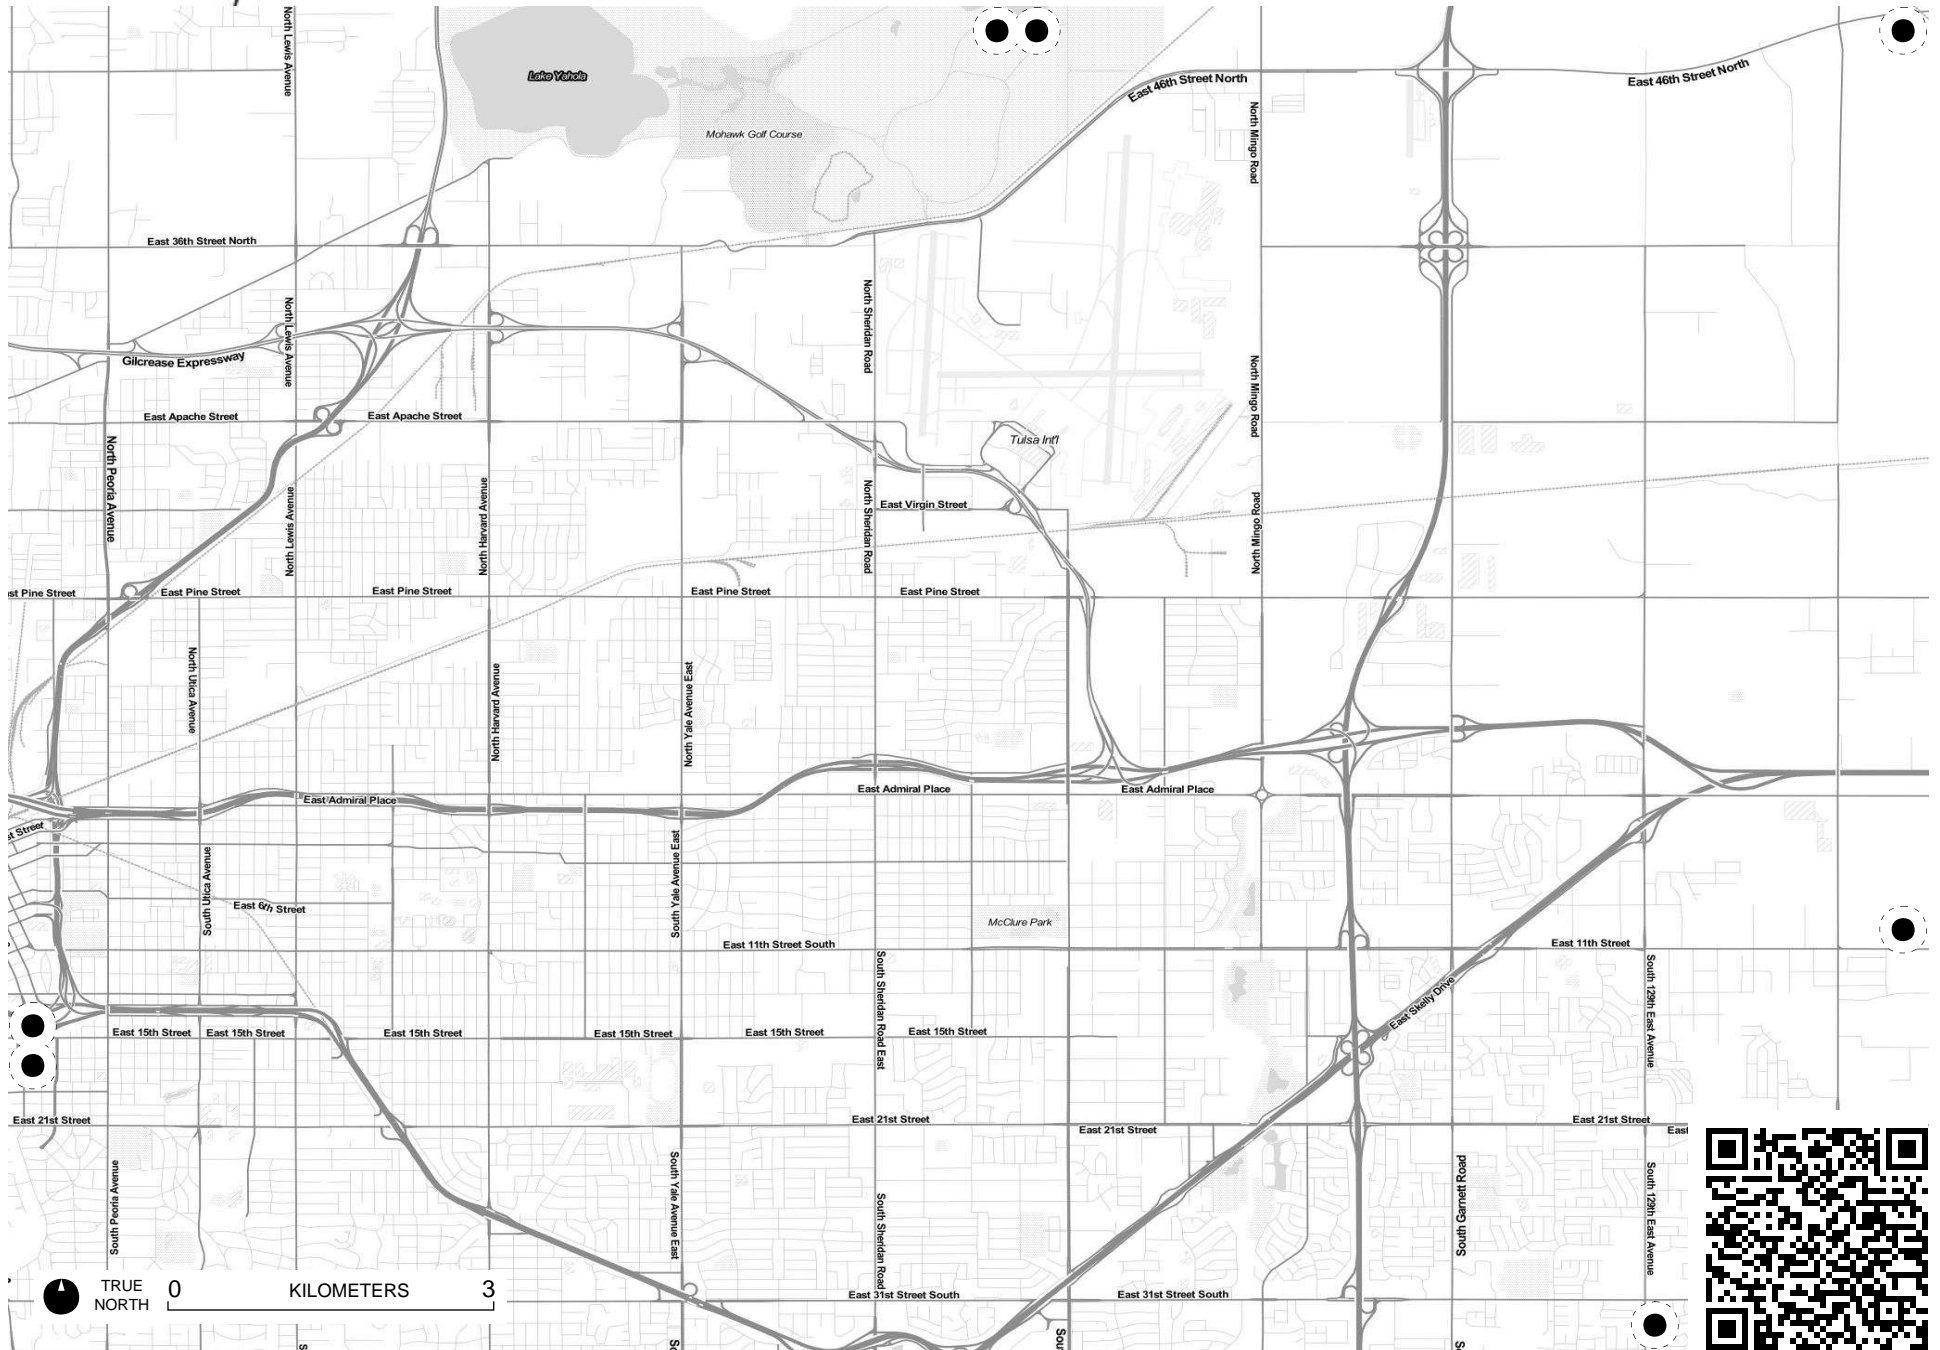 North Lewis Avenue
Lake Yahola
East 46th Street North
East 46th Street North
North Mingo Road
Mohawk Golf Course
East 36th Street North
North Lewis Avenue
North Sheridan Road
Gilcrease Expressway
North Mingo Road
East Apache Street
East Apache Street
North Peoria Avenue
Tulsa Int'l
North Lewis Avenue
North Harvard Avenue
North Sheridan Road
East Virgin Street
North Mingo Road
st Pine Street
East Pine Street
East Pine Street
East Pine Street
East Pine Street
North Utica Avenue
North Harvard Avenue
North Yale Avenue East
East Admiral Place
East Admiral Place
East Admiral Place
st Street
South Utica Avenue
South Yale Avenue East
East 6th Street
McClure Park
East 11th Street South
East 11th Street
South Sheridan Road East
South 129th East Avenue
East Skelly Drive
East 15th Street
East 15th Street
East 15th Street
East 15th Street
East 15th Street
East 15th Street
East 21st Street
East 21st Street
East 21st Street
East 21st Street
East
South Peoria Avenue
South Yale Avenue East
South Sheridan Road
South Garnett Road
South 129th East Avenue
East 31st Street South
East 31st Street South
TRUE
NORTH
0 KILOMETERS 3
S
So
Sou
S